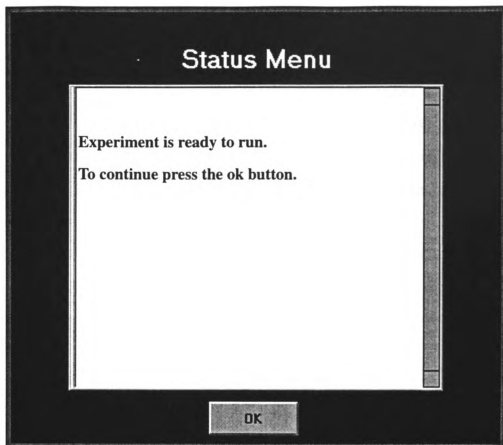 Status Menu
Experiment is ready to run.
To continue press the ok button.
OK